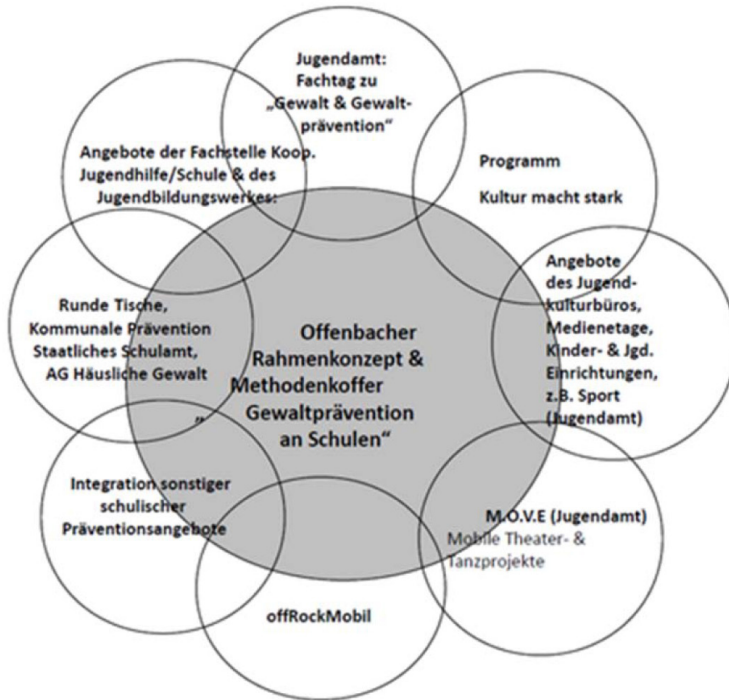 Jugendamt:
Fachtag zu
„Gewalt & Gewalt-
prävention“
Angebote der Fachstelle Koop.
Jugendhilfe/Schule & des
Jugendbildungswerkes:
Programm
Kultur macht stark
Runde Tische,
Kommunale Prävention
Staatliches Schulamt,
AG Häusliche Gewalt
Offenbacher
Rahmenkonzept &
Methodenkoffer
„ Gewaltprävention
an Schulen“
Angebote
des Jugend-
kulturbüros,
Medienetage,
Kinder- & Jgd.
Einrichtungen,
z.B. Sport
(Jugendamt)
Integration sonstiger
schulischer
Präventionsangebote
M.O.V.E (Jugendamt)
Mobile Theater- &
Tanzprojekte
offRockMobil